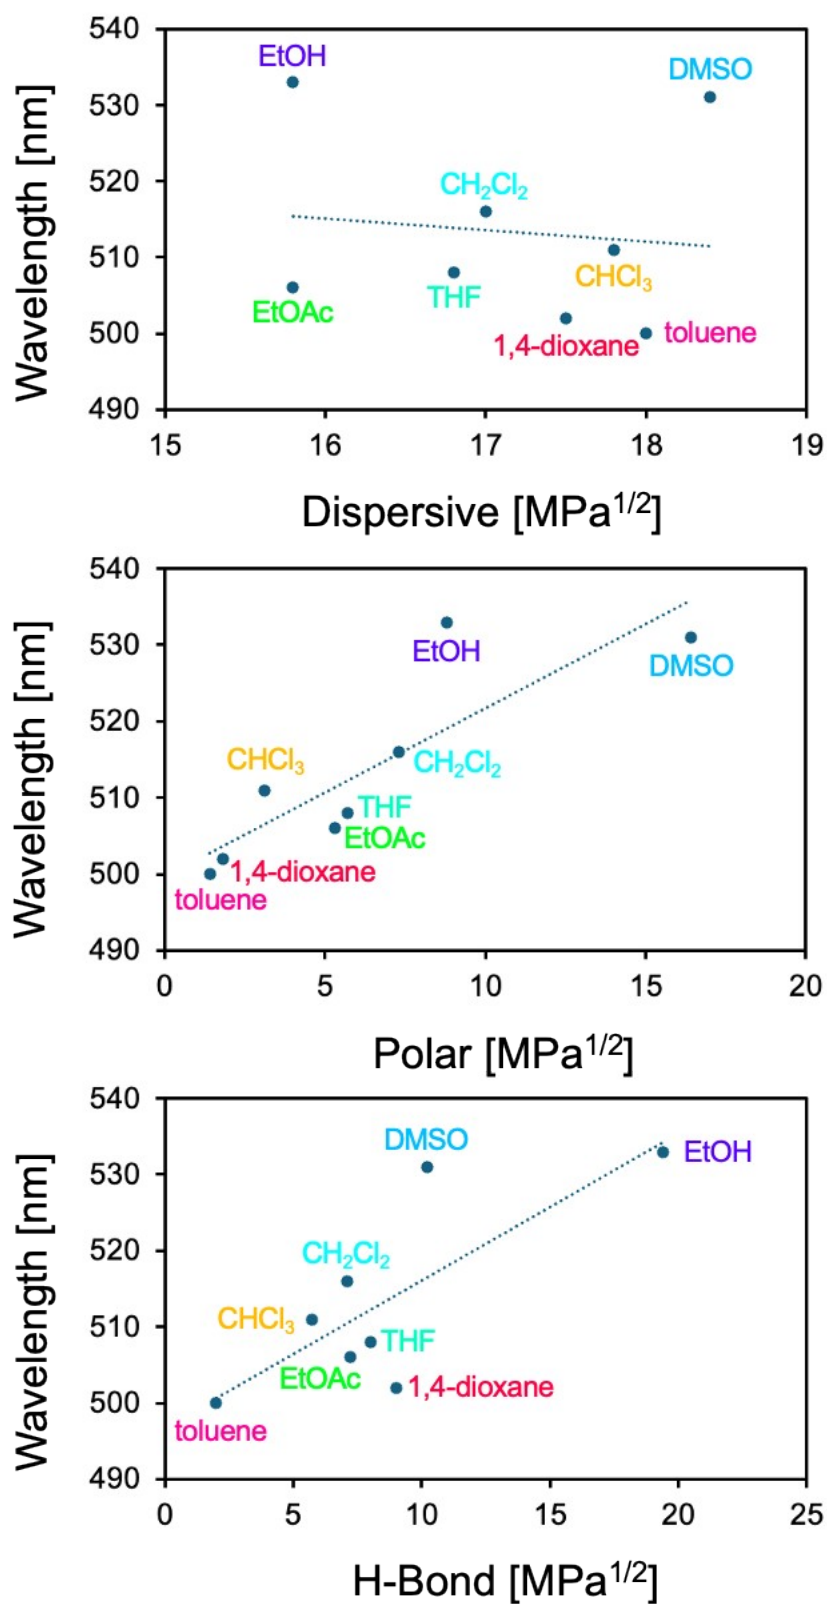 540
530
520
510
500
490
Wavelength [nm]
EtOH
DMSO
CH₂Cl₂
CHCl₃
THF
EtOAc
1,4-dioxane
toluene
15 16 17 18 19
Dispersive [MPa¹/²]
540
530
520
510
500
490
Wavelength [nm]
EtOH
DMSO
CHCl₃
CH₂Cl₂
THF
EtOAc
1,4-dioxane
toluene
0 5 10 15 20
Polar [MPa¹/²]
540
530
520
510
500
490
Wavelength [nm]
DMSO
EtOH
CH₂Cl₂
CHCl₃
THF
EtOAc
1,4-dioxane
toluene
0 5 10 15 20 25
H-Bond [MPa¹/²]